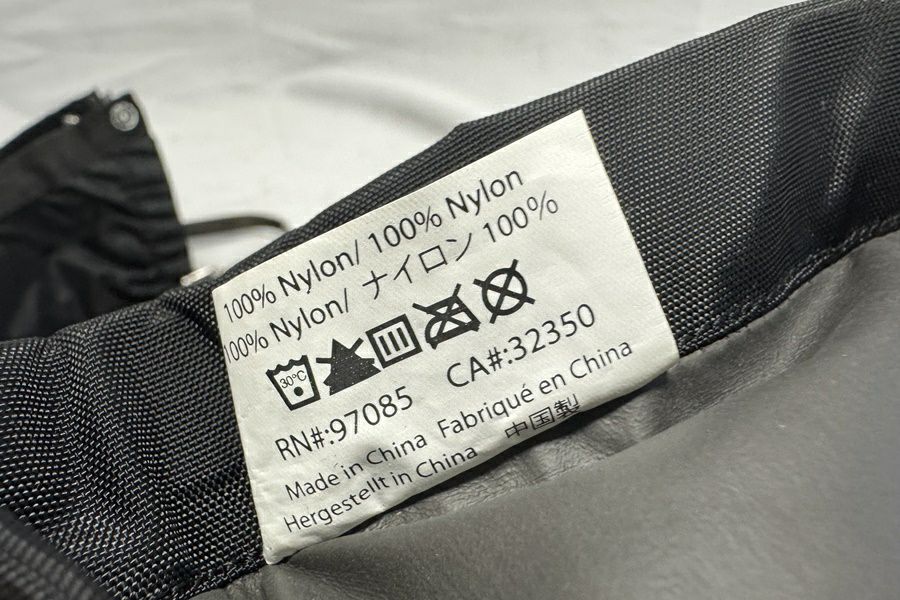 100% Nylon/ 100% Nylon
100% Nylon/ ナイロン 100%
30°C
RN#:97085 CA#:32350
Made in China Fabriqué en China
Hergestellt in China 中国製